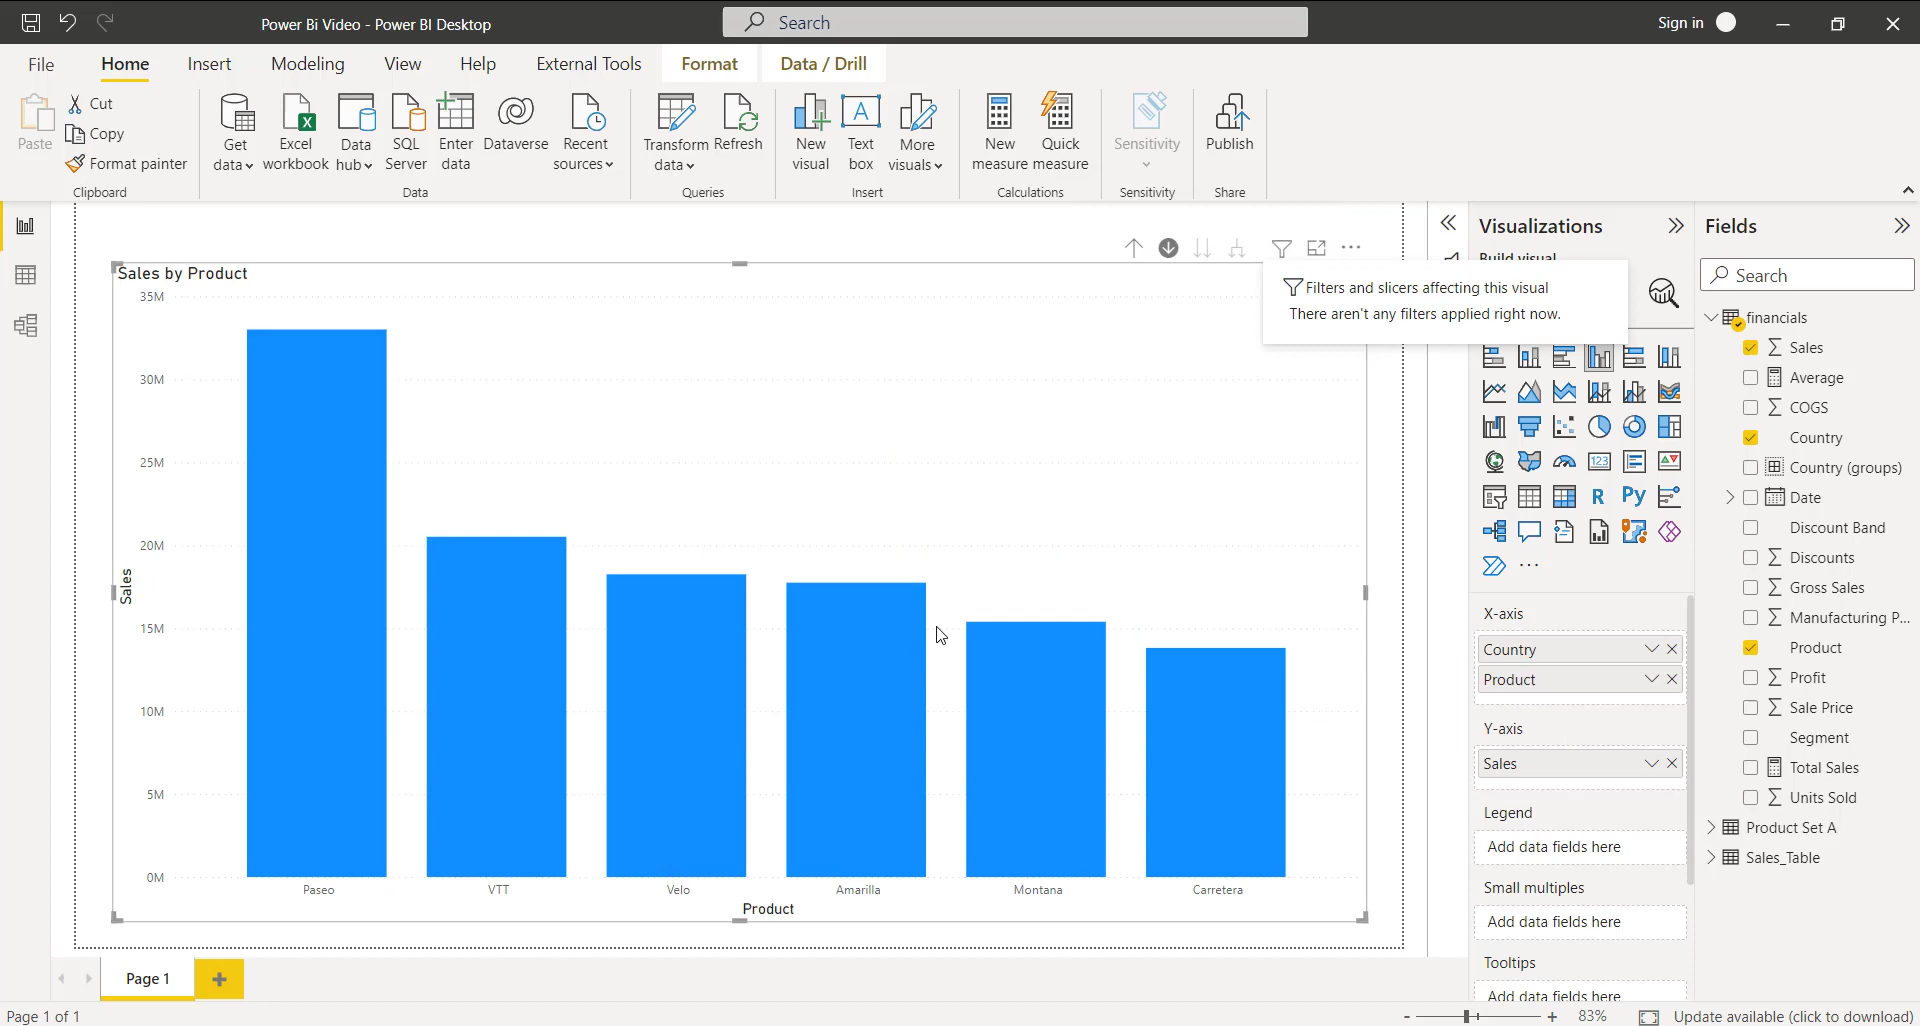 Power Bi Video - Power BI Desktop
Search
Sign in
File
Home
Insert
Modeling
View
Help
External Tools
Format
Data / Drill
Paste
Cut
Copy
Format painter
Clipboard
Get
data
Excel
workbook
Data
hub
SQL
Server
Enter
data
Dataverse
Recent
sources
Data
Transform
data
Refresh
Queries
New
visual
Text
box
More
visuals
Insert
New
measure
Quick
measure
Calculations
Sensitivity
Sensitivity
Publish
Share
Sales by Product
35M
30M
25M
20M
15M
10M
5M
0M
Sales
Paseo
VTT
Velo
Amarilla
Montana
Carretera
Product
Filters and slicers affecting this visual
There aren't any filters applied right now.
Visualizations
Build visual
123
R
Py
X-axis
Country
Product
Y-axis
Sales
Legend
Add data fields here
Small multiples
Add data fields here
Tooltips
Add data fields here
Fields
Search
financials
Sales
Average
COGS
Country
Country (groups)
Date
Discount Band
Discounts
Gross Sales
Manufacturing P...
Product
Profit
Sale Price
Segment
Total Sales
Units Sold
Product Set A
Sales_Table
Page 1
Page 1 of 1
83%
Update available (click to download)